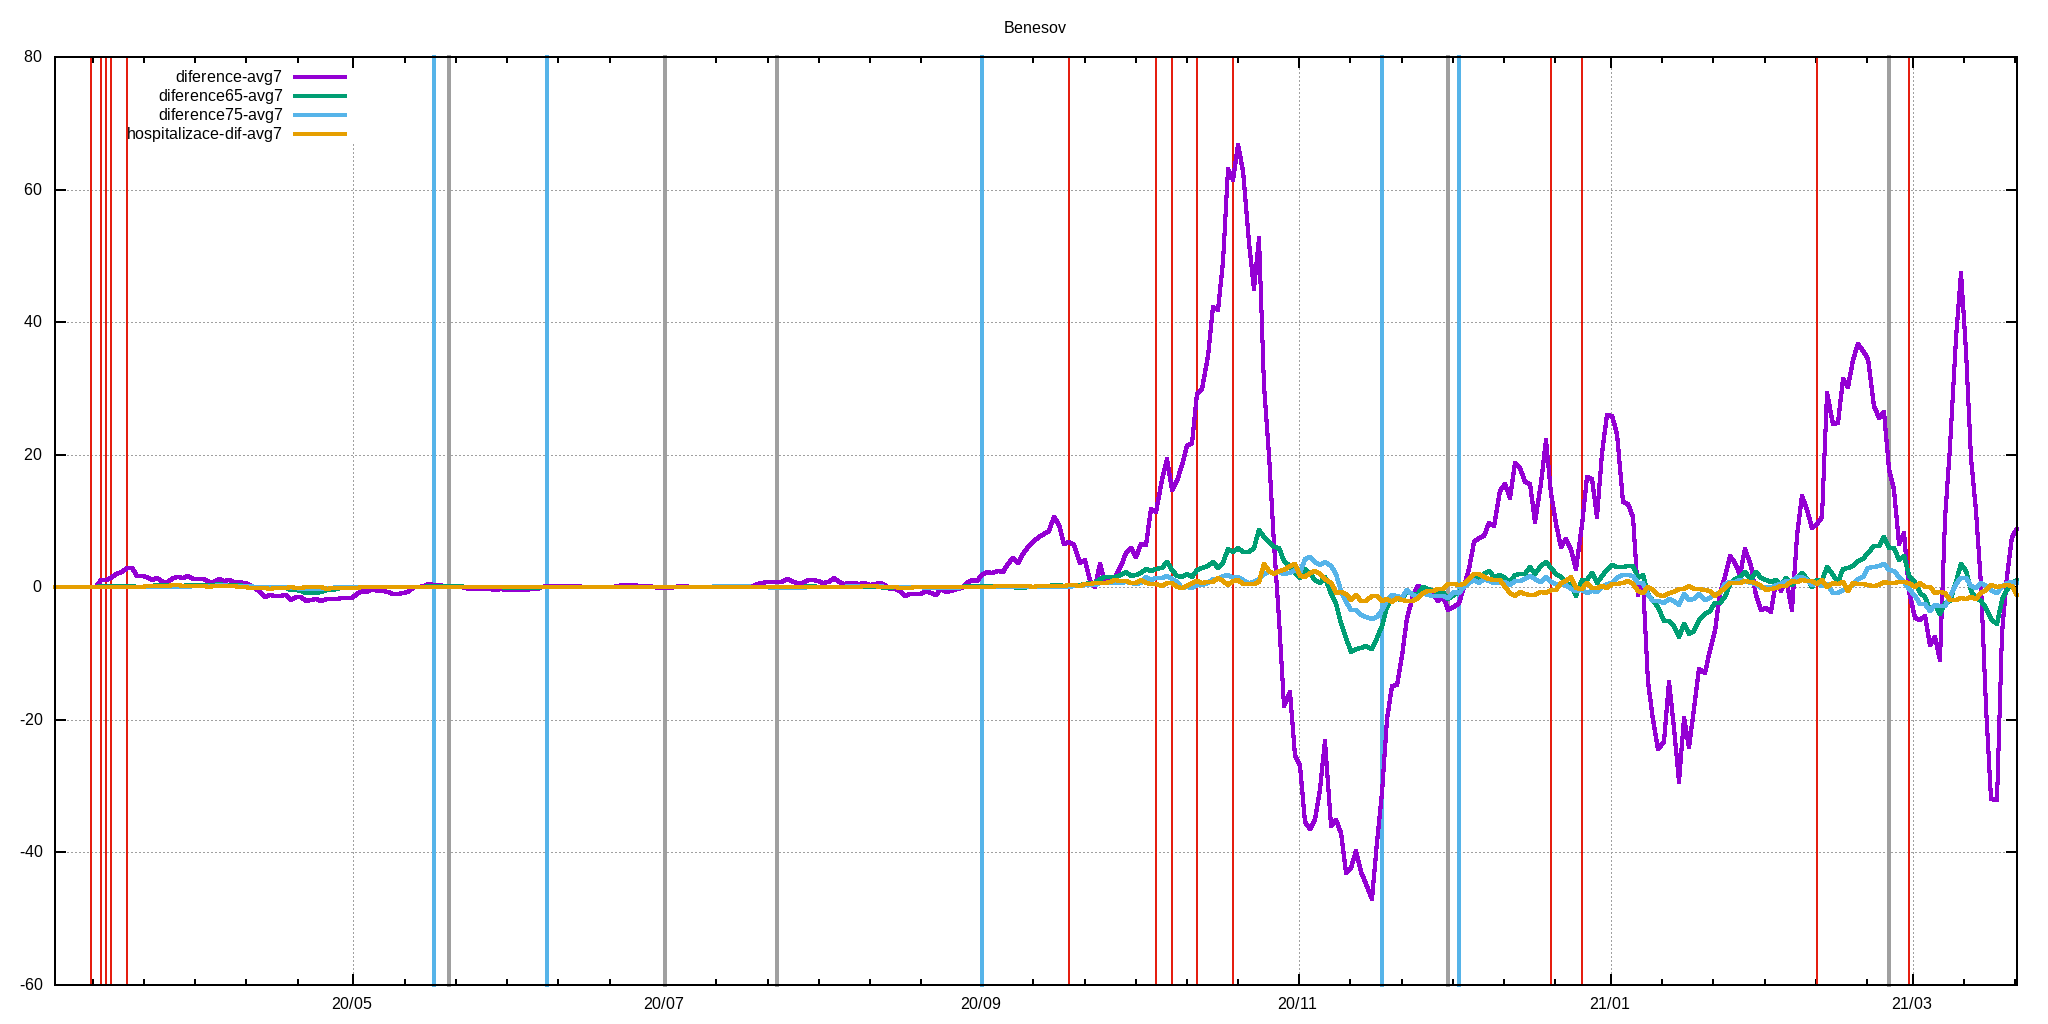 Benesov
80
60
40
20
0
-20
-40
-60
diference-avg7
diference65-avg7
diference75-avg7
hospitalizace-dif-avg7
20/05 20/07 20/09 20/11 21/01 21/03